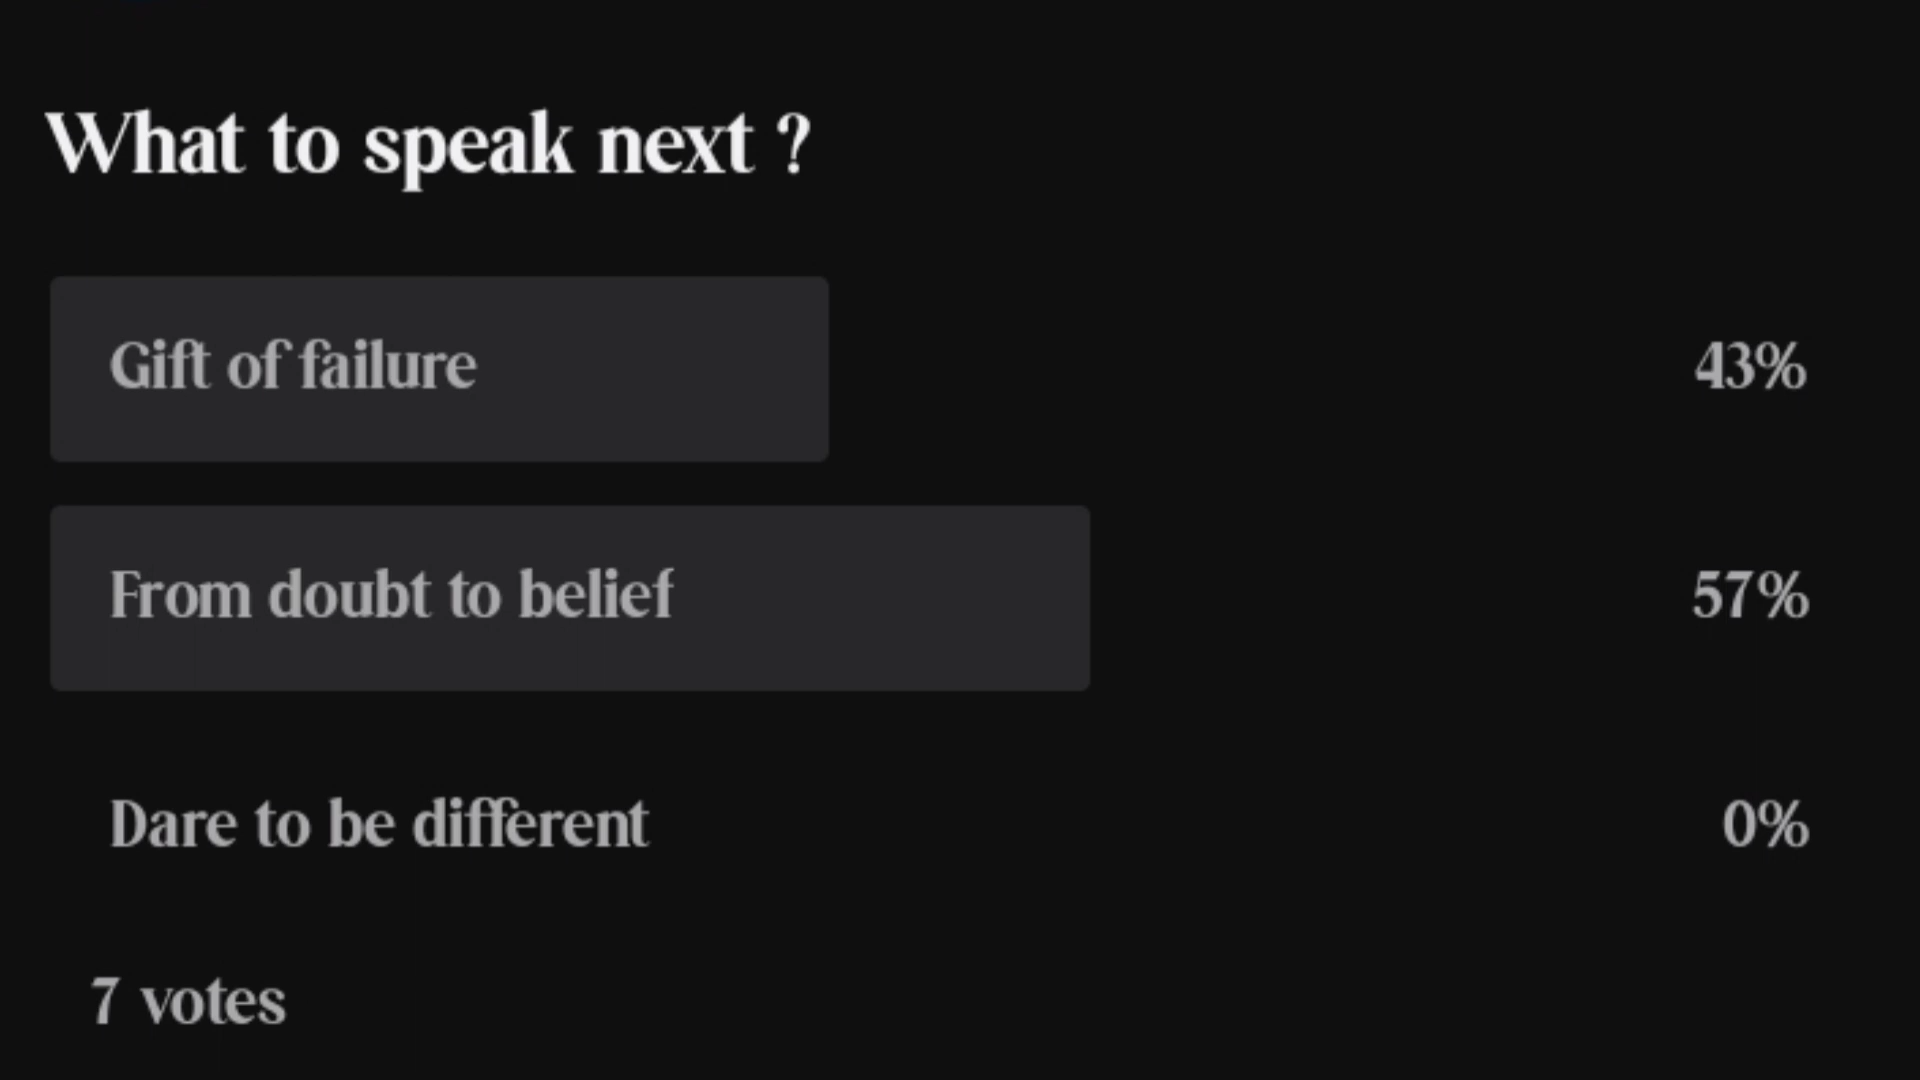 What to speak next ?
Gift of failure 43%
From doubt to belief 57%
Dare to be different 0%
7 votes